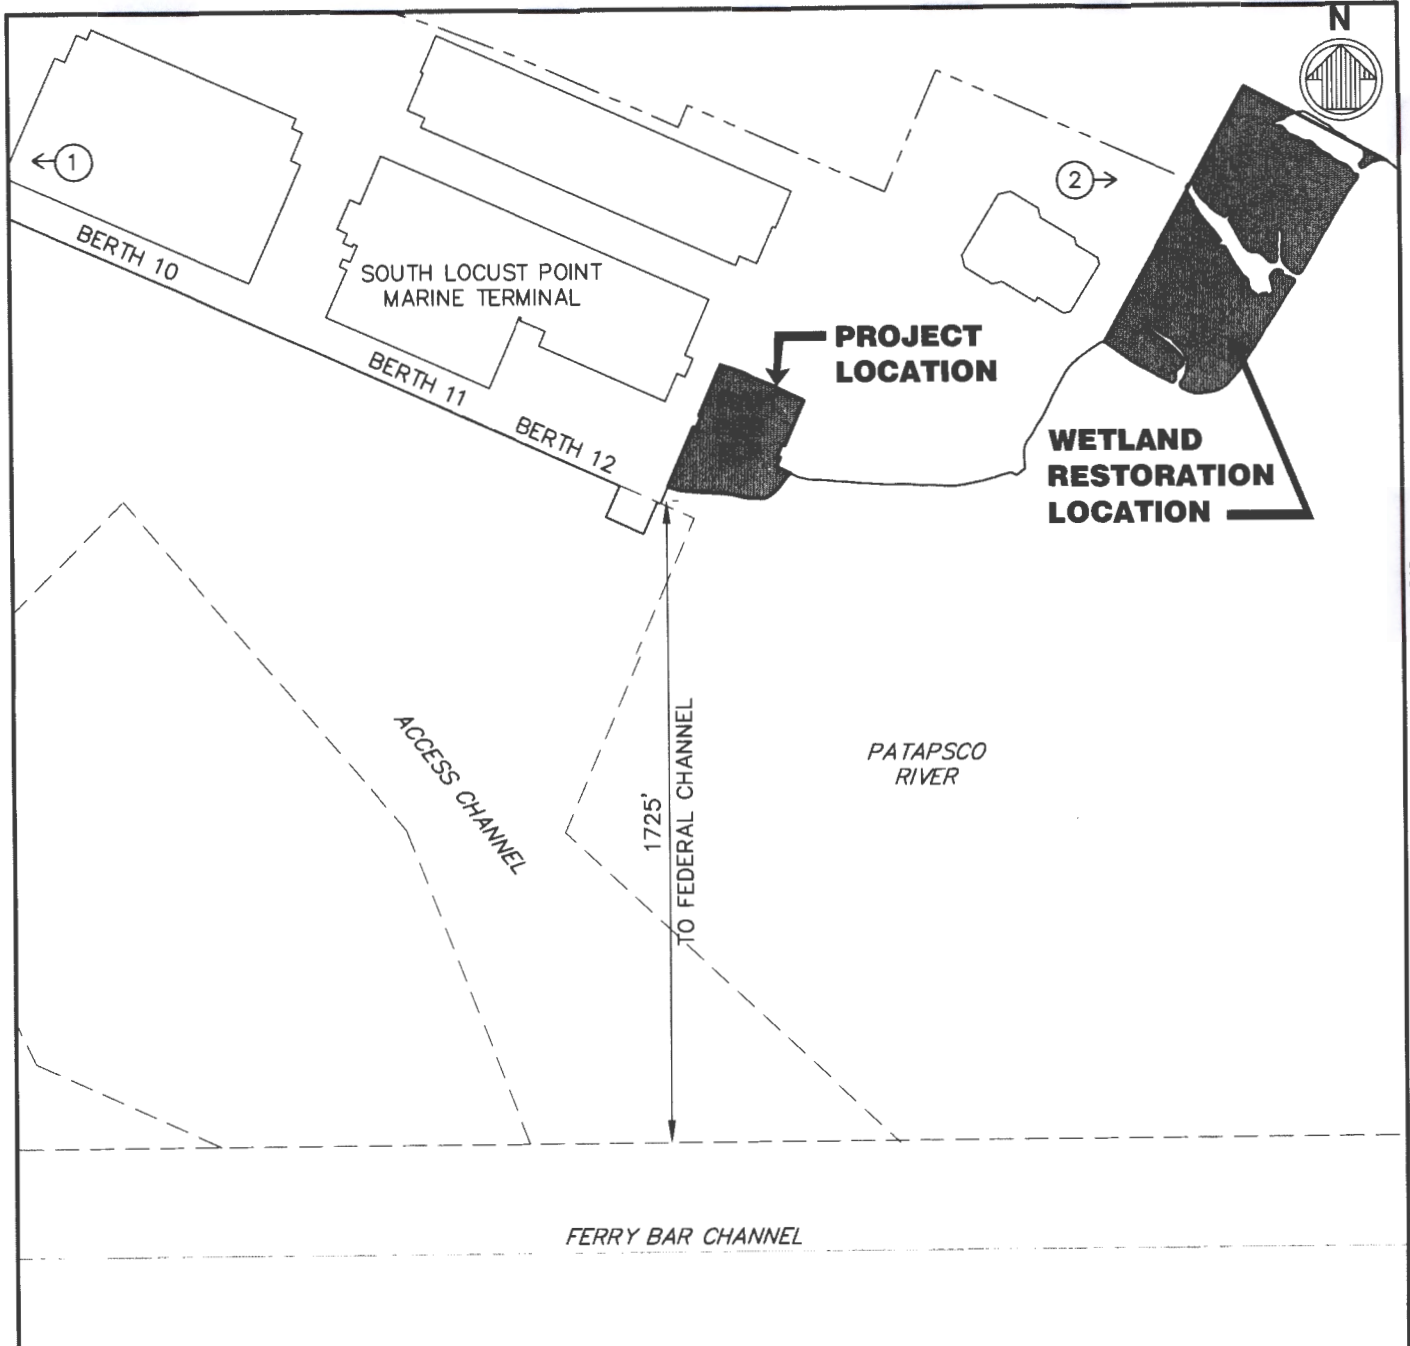 N
1
2
BERTH 10
SOUTH LOCUST POINT
MARINE TERMINAL
PROJECT
LOCATION
BERTH 11
BERTH 12
WETLAND
RESTORATION
LOCATION
ACCESS CHANNEL
1725'
TO FEDERAL CHANNEL
PATAPSCO
RIVER
FERRY BAR CHANNEL